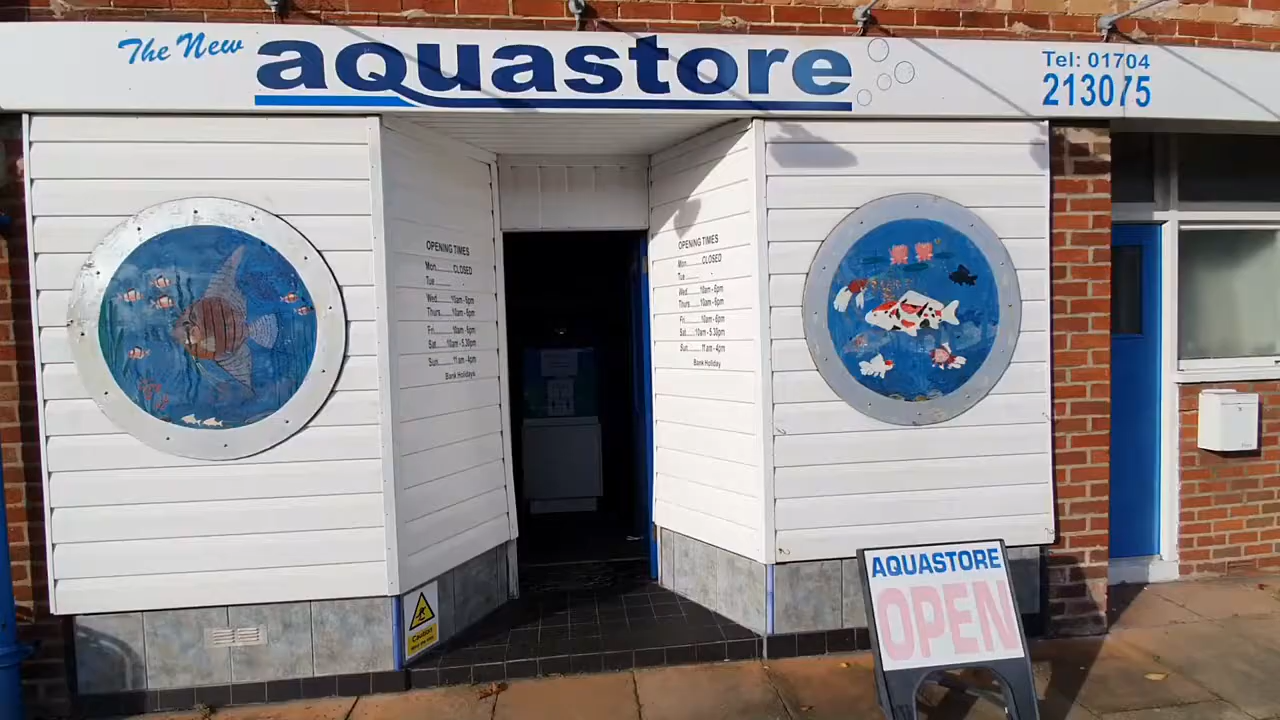 The New
aquastore
Tel: 01704
213075
OPENING TIMES
Mon.........CLOSED
Tue ......
Wed.........10am - 6pm
Thurs.......10am - 6pm
Fri...........10am - 6pm
Sat........10am - 5.30pm
Sun..........11am - 4pm
Bank Holidays
OPENING TIMES
Mon.........CLOSED
Tue ......
Wed.........10am - 6pm
Thurs.......10am - 6pm
Fri...........10am - 6pm
Sat........10am - 5.30pm
Sun..........11am - 4pm
Bank Holiday
Caution
AQUASTORE
OPEN